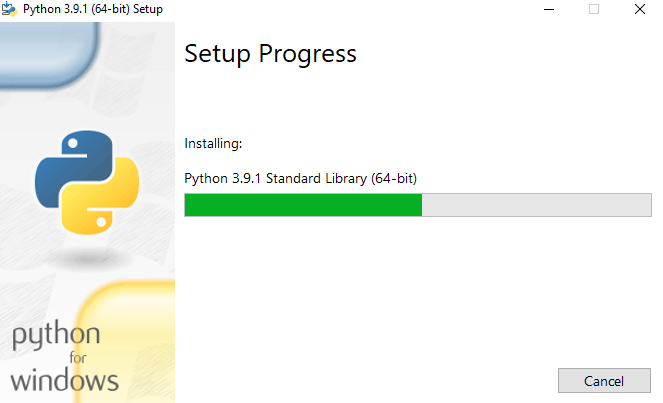 Python 3.9.1 (64-bit) Setup
Setup Progress
Installing:
Python 3.9.1 Standard Library (64-bit)
python
for
windows
Cancel